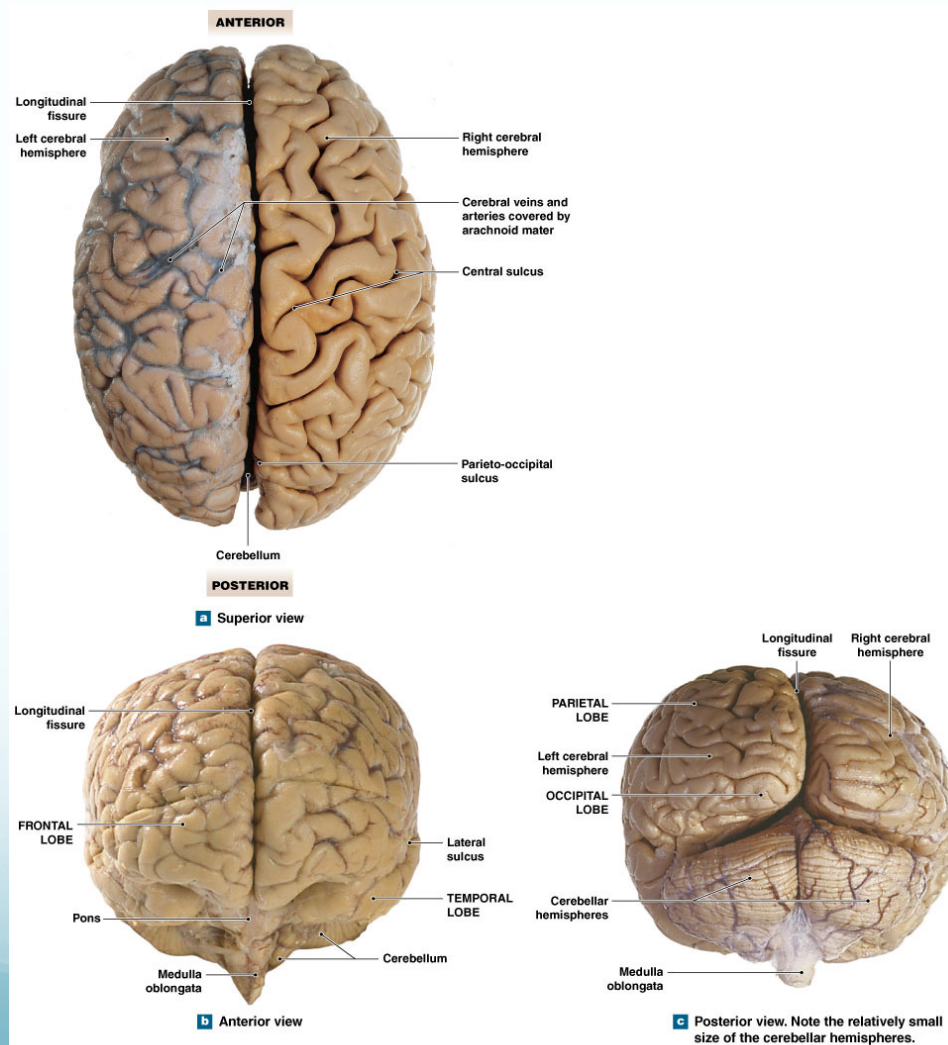 ANTERIOR
Longitudinal
fissure
Left cerebral
hemisphere
Right cerebral
hemisphere
Cerebral veins and
arteries covered by
arachnoid mater
Central sulcus
Parieto-occipital
sulcus
Cerebellum
POSTERIOR
a Superior view
Longitudinal
fissure
FRONTAL
LOBE
Pons
Medulla
oblongata
Lateral
sulcus
TEMPORAL
LOBE
Cerebellum
b Anterior view
Longitudinal
fissure
Right cerebral
hemisphere
PARIETAL
LOBE
Left cerebral
hemisphere
OCCIPITAL
LOBE
Cerebellar
hemispheres
Medulla
oblongata
c Posterior view. Note the relatively small
size of the cerebellar hemispheres.